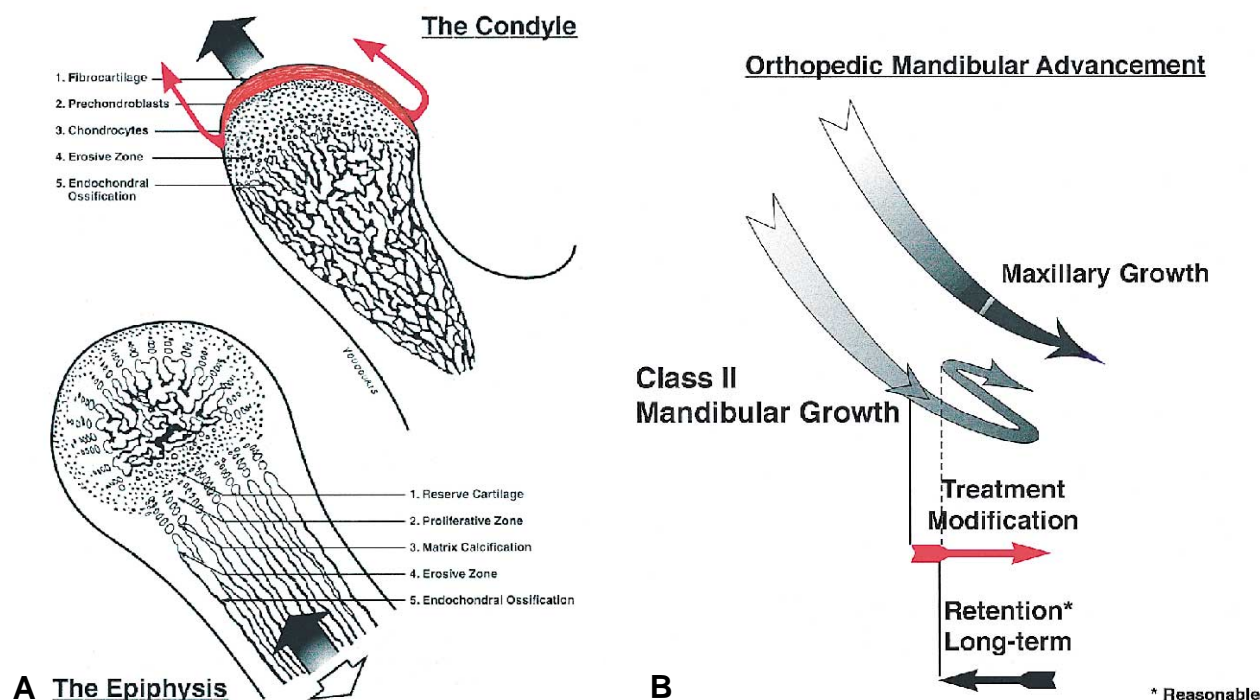 The Condyle
1. Fibrocartilage
2. Prechondroblasts
3. Chondrocytes
4. Erosive Zone
5. Endochondral
Ossification
VOUDOURIS
1. Reserve Cartilage
2. Proliferative Zone
3. Matrix Calcification
4. Erosive Zone
5. Endochondral Ossification
A The Epiphysis
Orthopedic Mandibular Advancement
Maxillary Growth
Class II
Mandibular Growth
Treatment
Modification
Retention*
Long-term
B
* Reasonable